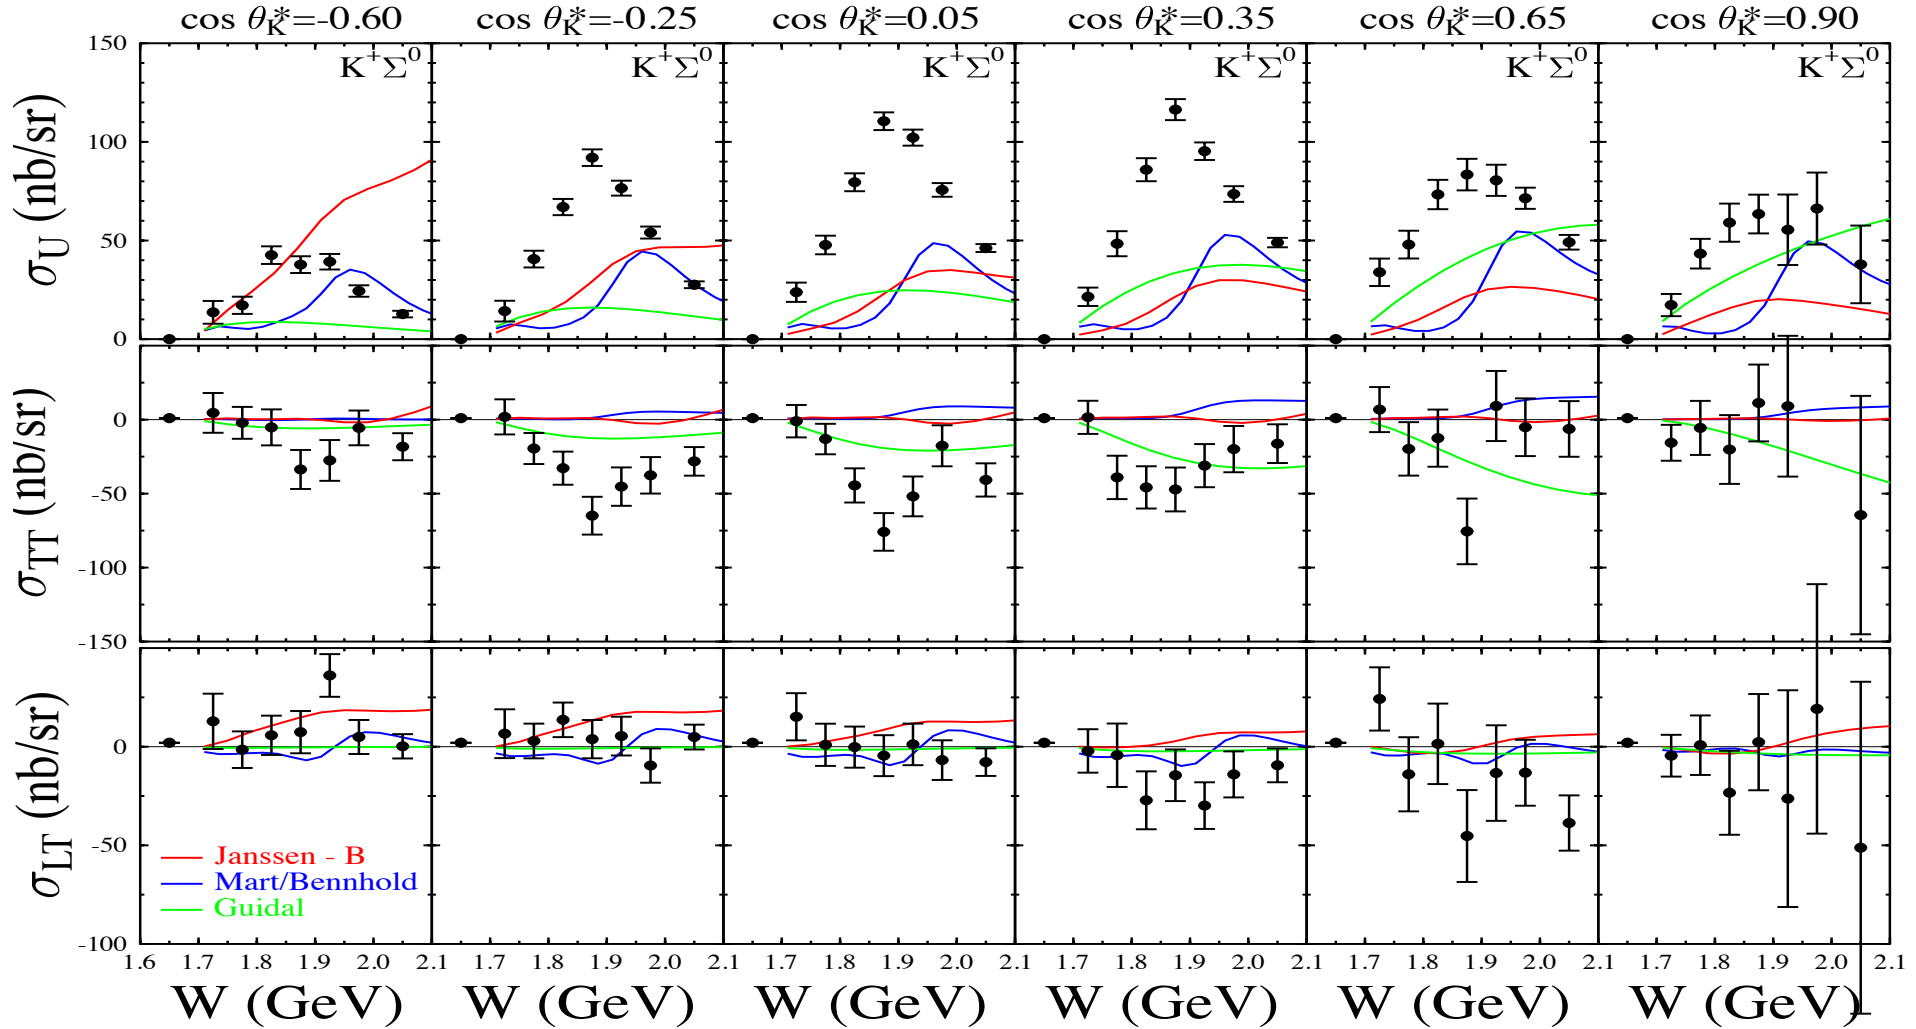 cos θK*=-0.60 cos θK*=-0.25 cos θK*=0.05 cos θK*=0.35 cos θK*=0.65 cos θK*=0.90
K⁺Σ⁰ K⁺Σ⁰ K⁺Σ⁰ K⁺Σ⁰ K⁺Σ⁰ K⁺Σ⁰
σU (nb/sr)
150
100
50
0
σTT (nb/sr)
0
-50
-100
-150
σLT (nb/sr)
0
-50
-100
Janssen - B
Mart/Bennhold
Guidal
1.6 1.7 1.8 1.9 2.0 2.1 1.7 1.8 1.9 2.0 2.1 1.7 1.8 1.9 2.0 2.1 1.7 1.8 1.9 2.0 2.1 1.7 1.8 1.9 2.0 2.1 1.7 1.8 1.9 2.0 2.1
W (GeV) W (GeV) W (GeV) W (GeV) W (GeV) W (GeV)